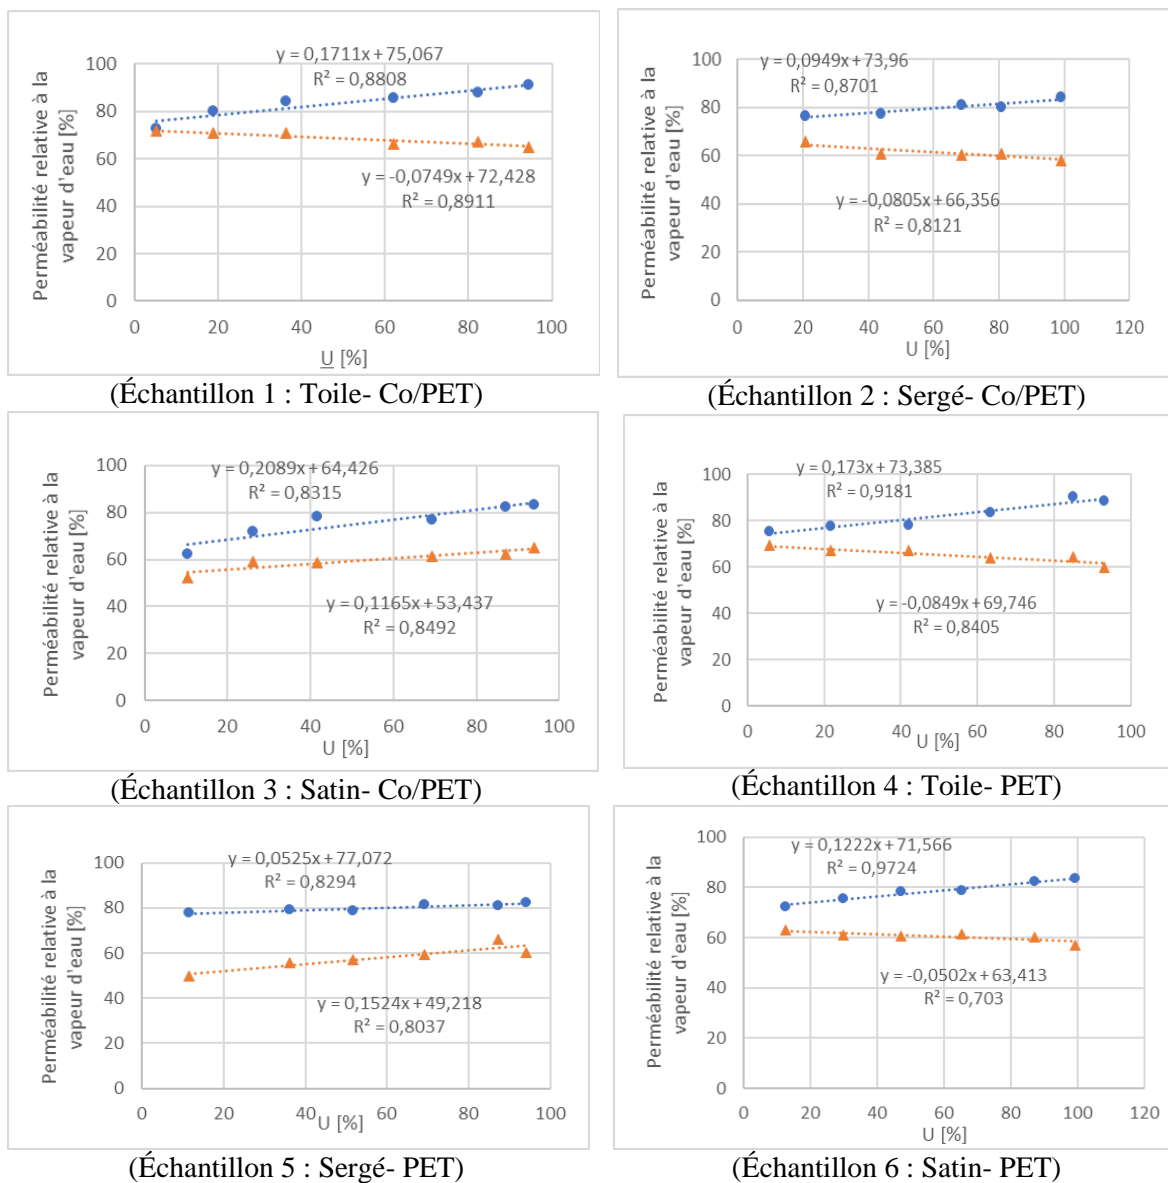 y = 0,1711x + 75,067
R² = 0,8808
y = -0,0749x + 72,428
R² = 0,8911
Perméabilité relative à la
vapeur d'eau [%]
100
80
60
40
20
0
0 20 40 60 80 100
U [%]
(Échantillon 1 : Toile- Co/PET)
y = 0,0949x + 73,96
R² = 0,8701
y = -0,0805x + 66,356
R² = 0,8121
Perméabilité relative à la
vapeur d'eau [%]
100
80
60
40
20
0
0 20 40 60 80 100 120
U [%]
(Échantillon 2 : Sergé- Co/PET)
y = 0,2089x + 64,426
R² = 0,8315
y = 0,1165x + 53,437
R² = 0,8492
Perméabilité relative à la
vapeur d'eau [%]
100
80
60
40
20
0
0 20 40 60 80 100
U [%]
(Échantillon 3 : Satin- Co/PET)
y = 0,173x + 73,385
R² = 0,9181
y = -0,0849x + 69,746
R² = 0,8405
Perméabilité relative à la
vapeur d'eau [%]
100
80
60
40
20
0
0 20 40 60 80 100
U [%]
(Échantillon 4 : Toile- PET)
y = 0,0525x + 77,072
R² = 0,8294
y = 0,1524x + 49,218
R² = 0,8037
Perméabilité relative à la
vapeur d'eau [%]
100
80
60
40
20
0
0 20 40 60 80 100
U [%]
(Échantillon 5 : Sergé- PET)
y = 0,1222x + 71,566
R² = 0,9724
y = -0,0502x + 63,413
R² = 0,703
Perméabilité relative à la
vapeur d'eau [%]
100
80
60
40
20
0
0 20 40 60 80 100 120
U [%]
(Échantillon 6 : Satin- PET)